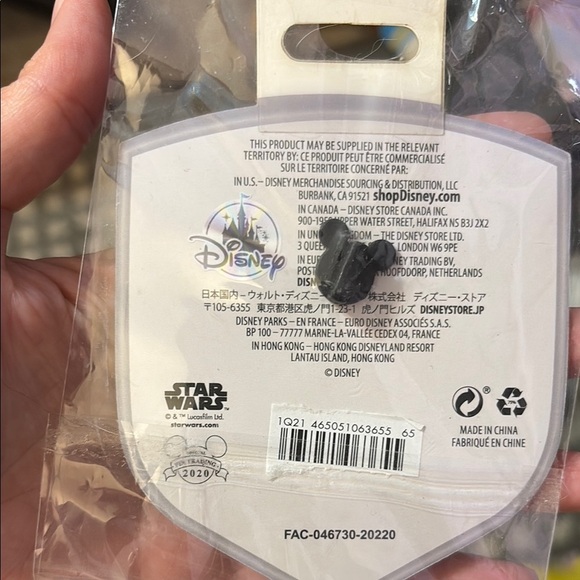 THIS PRODUCT MAY BE SUPPLIED IN THE RELEVANT
TERRITORY BY: CE PRODUIT PEUT ÊTRE COMMERCIALISÉ
SUR LE TERRITOIRE CONCERNÉ PAR:
IN U.S. – DISNEY MERCHANDISE SOURCING & DISTRIBUTION, LLC
BURBANK, CA 91521 shopDisney.com
IN CANADA – DISNEY STORE CANADA INC.
UPPER WATER STREET, HALIFAX NS B3J 2X2
IN – THE DISNEY STORE LTD.
3 LONDON W6 9PE
IN TRADING BV,
HOOFDDORP, NETHERLANDS
Disney
日本国内–ウォルト・ディズニー 株式会社 ディズニー・ストア
〒105-6355 東京都港区虎ノ門1-23-1 虎ノ門ヒルズ DISNEYSTORE.JP
DISNEY PARKS – EN FRANCE – EURO DISNEY ASSOCIÉS S.A.S.
BP 100 – 77777 MARNE-LA-VALLÉE CEDEX 04, FRANCE
IN HONG KONG – HONG KONG DISNEYLAND RESORT
LANTAU ISLAND, HONG KONG
© DISNEY
STAR WARS™
© & ™ Lucasfilm Ltd.
starwars.com
PIN TRADING
2020
1Q21 465051063655 65
MADE IN CHINA
FABRIQUÉ EN CHINE
FAC-046730-20220